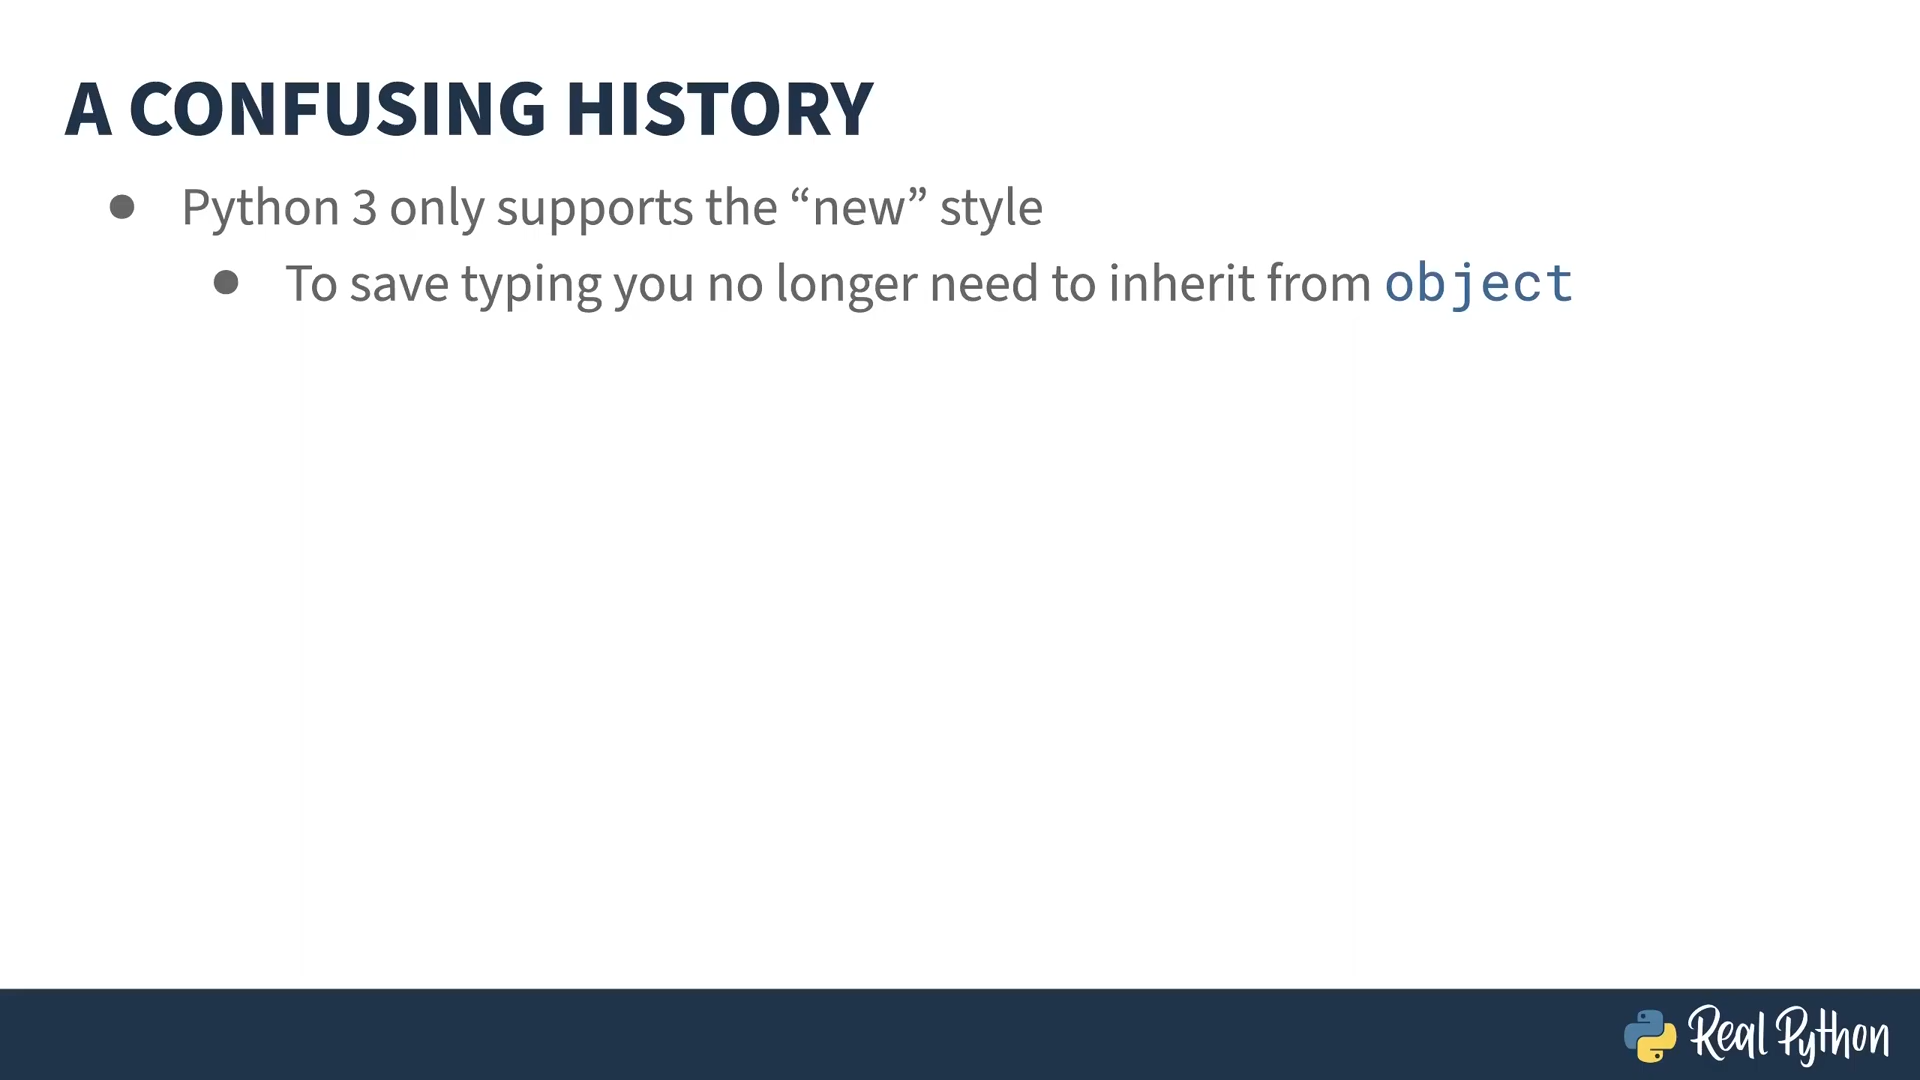 A CONFUSING HISTORY
● Python 3 only supports the “new” style
● To save typing you no longer need to inherit from object
Real Python